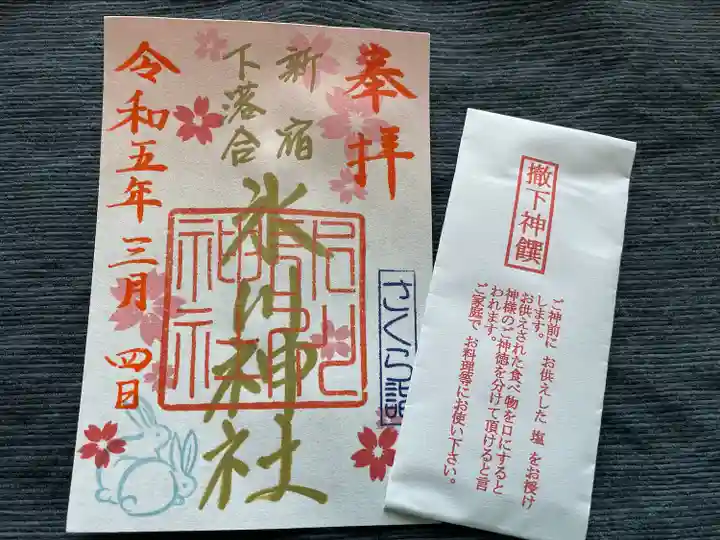 奉拝
新宿
下落合
氷川神社
令和五年 三月 四日
さくら詣
撤下神饌
ご神前に お供えした 塩 をお授け
します。
お供えされた食べ物を口にすると
神様のご神徳を分けて頂けると言
われます。
ご家庭で お料理等にお使い下さい。